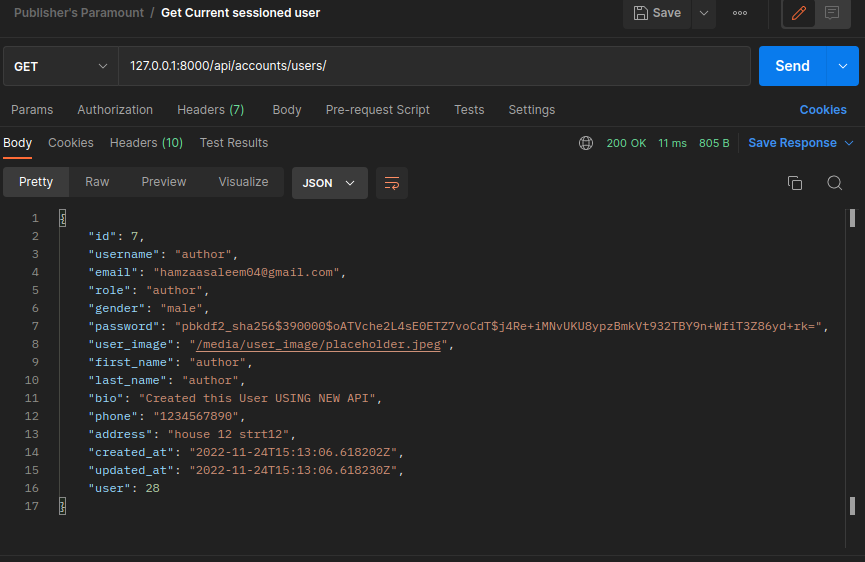 Publisher's Paramount / Get Current sessioned user
Save
GET 127.0.0.1:8000/api/accounts/users/ Send
Params Authorization Headers (7) Body Pre-request Script Tests Settings Cookies
Body Cookies Headers (10) Test Results 200 OK 11 ms 805 B Save Response
Pretty Raw Preview Visualize JSON
1 {
2 "id": 7,
3 "username": "author",
4 "email": "hamzaasaleem04@gmail.com",
5 "role": "author",
6 "gender": "male",
7 "password": "pbkdf2_sha256$390000$oATVche2L4sE0ETZ7voCdT$j4Re+iMNvUKU8ypzBmkVt932TBY9n+WfiT3Z86yd+rk=",
8 "user_image": "/media/user_image/placeholder.jpeg",
9 "first_name": "author",
10 "last_name": "author",
11 "bio": "Created this User USING NEW API",
12 "phone": "1234567890",
13 "address": "house 12 strt12",
14 "created_at": "2022-11-24T15:13:06.618202Z",
15 "updated_at": "2022-11-24T15:13:06.618230Z",
16 "user": 28
17 }